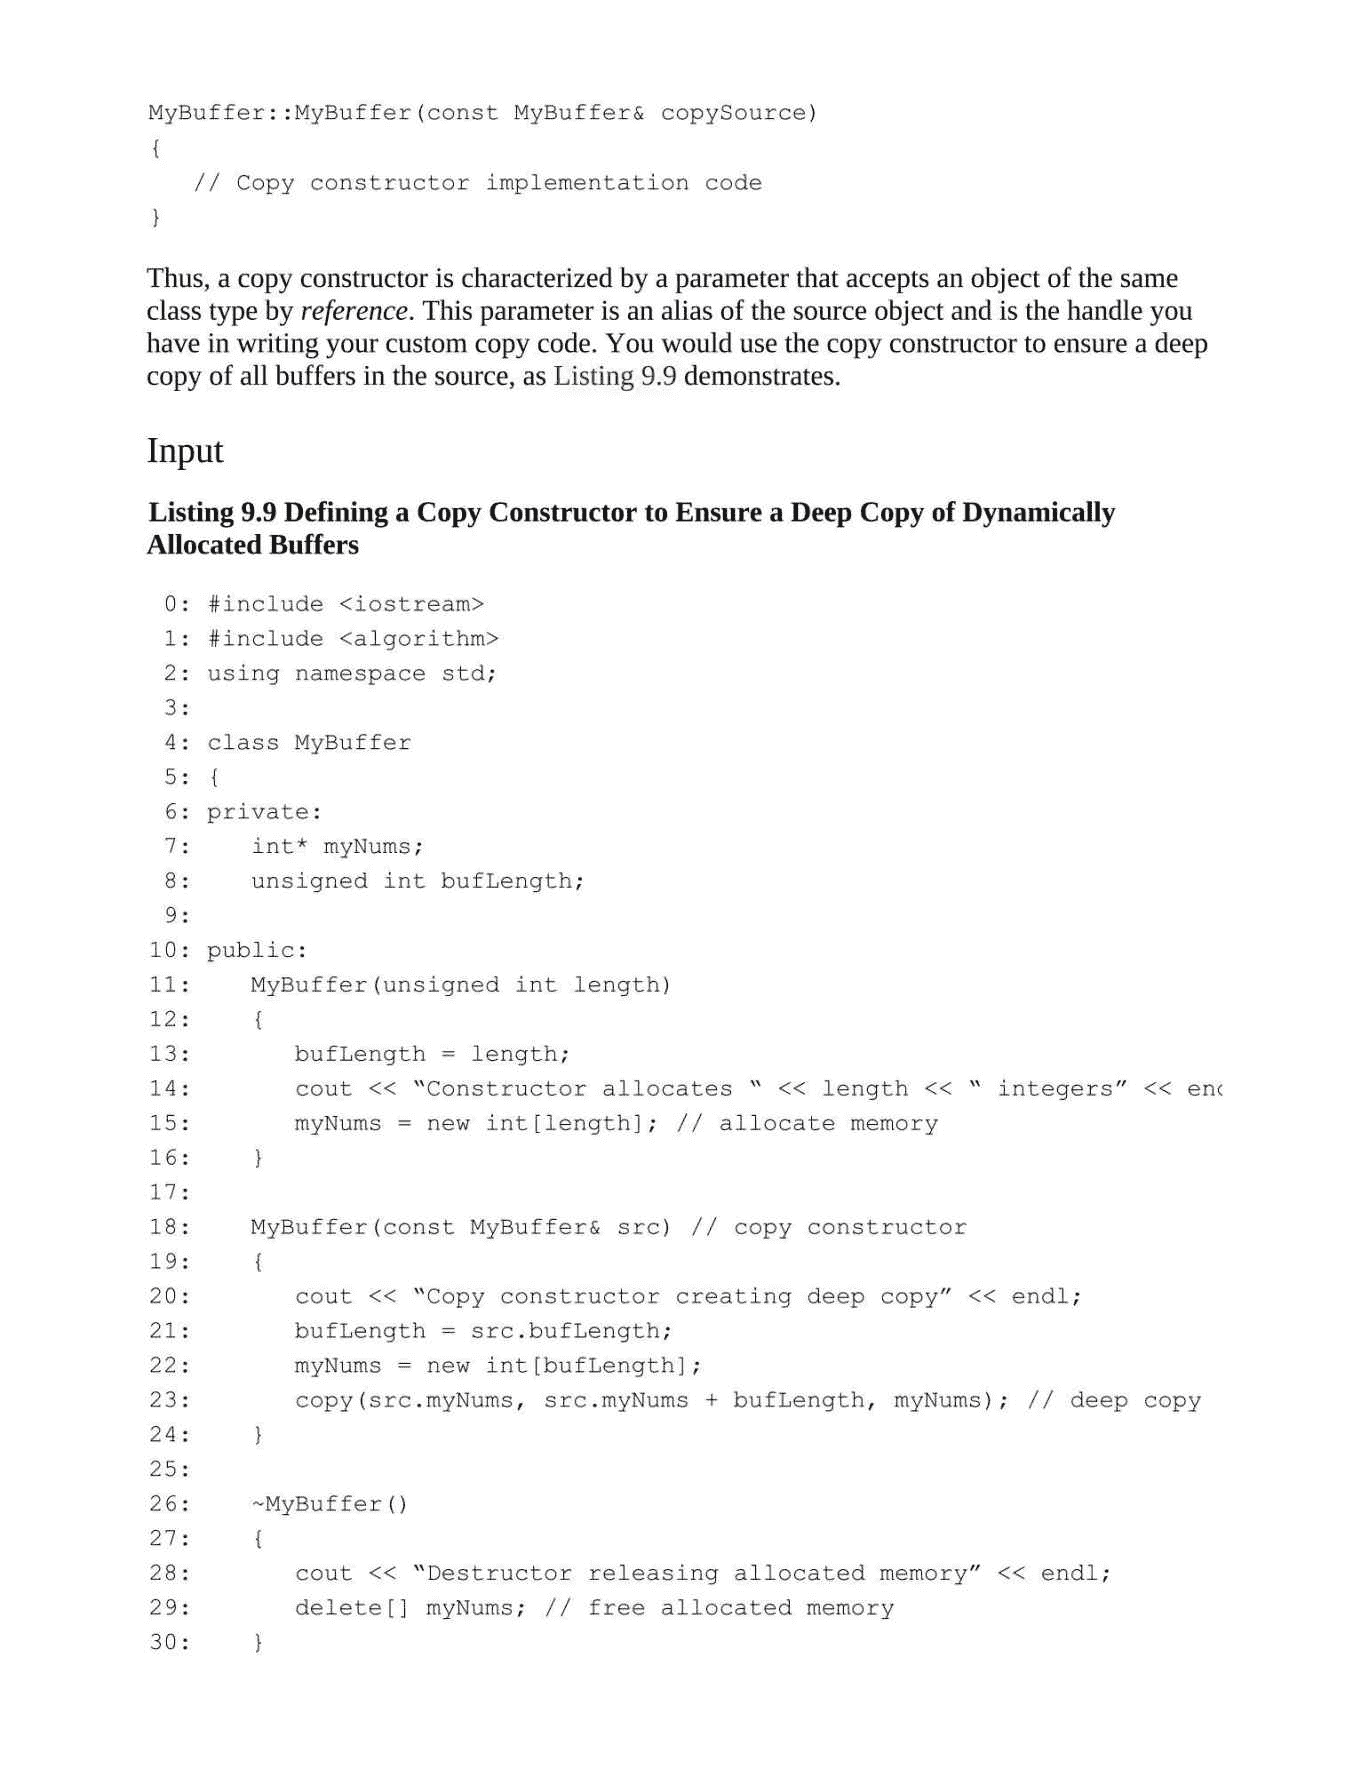 MyBuffer::MyBuffer(const MyBuffer& copySource)
{
   // Copy constructor implementation code
}
Thus, a copy constructor is characterized by a parameter that accepts an object of the same
class type by reference. This parameter is an alias of the source object and is the handle you
have in writing your custom copy code. You would use the copy constructor to ensure a deep
copy of all buffers in the source, as Listing 9.9 demonstrates.
Input
Listing 9.9 Defining a Copy Constructor to Ensure a Deep Copy of Dynamically
Allocated Buffers
 0: #include <iostream>
 1: #include <algorithm>
 2: using namespace std;
 3:
 4: class MyBuffer
 5: {
 6: private:
 7:    int* myNums;
 8:    unsigned int bufLength;
 9:
10: public:
11:    MyBuffer(unsigned int length)
12:    {
13:       bufLength = length;
14:       cout << “Constructor allocates “ << length << “ integers” << en
15:       myNums = new int[length]; // allocate memory
16:    }
17:
18:    MyBuffer(const MyBuffer& src) // copy constructor
19:    {
20:       cout << “Copy constructor creating deep copy” << endl;
21:       bufLength = src.bufLength;
22:       myNums = new int[bufLength];
23:       copy(src.myNums, src.myNums + bufLength, myNums); // deep copy
24:    }
25:
26:    ~MyBuffer()
27:    {
28:       cout << “Destructor releasing allocated memory” << endl;
29:       delete[] myNums; // free allocated memory
30:    }